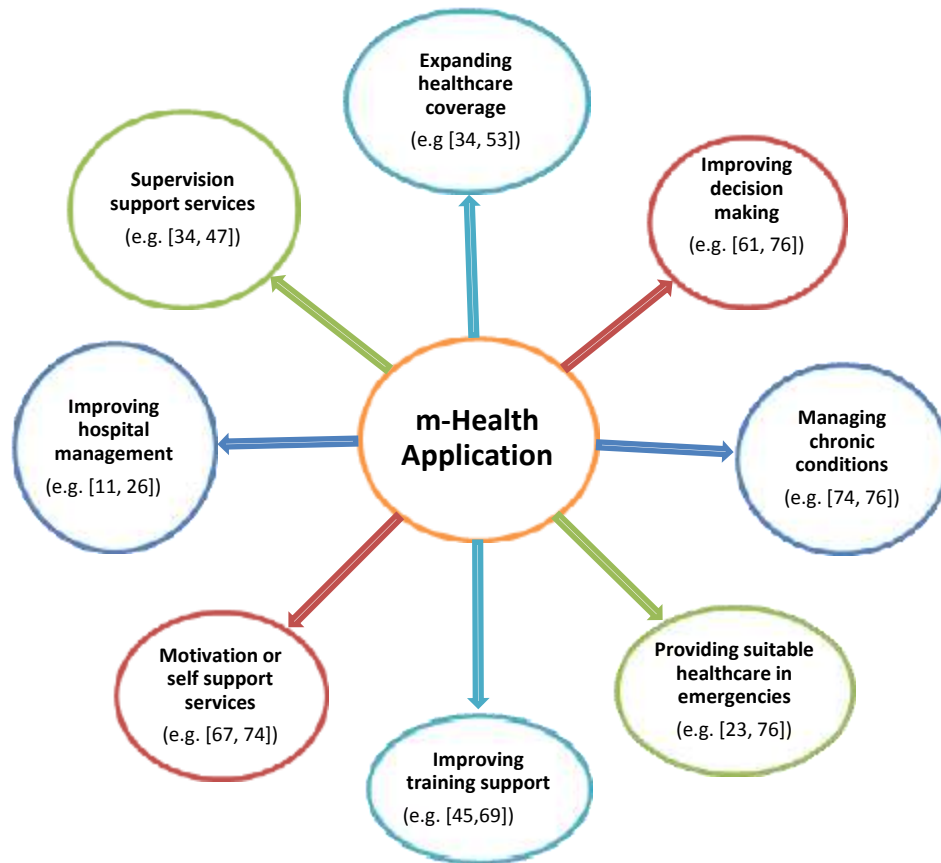 Expanding
healthcare
coverage
(e.g [34, 53])
Improving
decision
making
(e.g. [61, 76])
Supervision
support services
(e.g. [34, 47])
Improving
hospital
management
(e.g. [11, 26])
m-Health
Application
Managing
chronic
conditions
(e.g. [74, 76])
Motivation or
self support
services
(e.g. [67, 74])
Providing suitable
healthcare in
emergencies
(e.g. [23, 76])
Improving
training support
(e.g. [45,69])